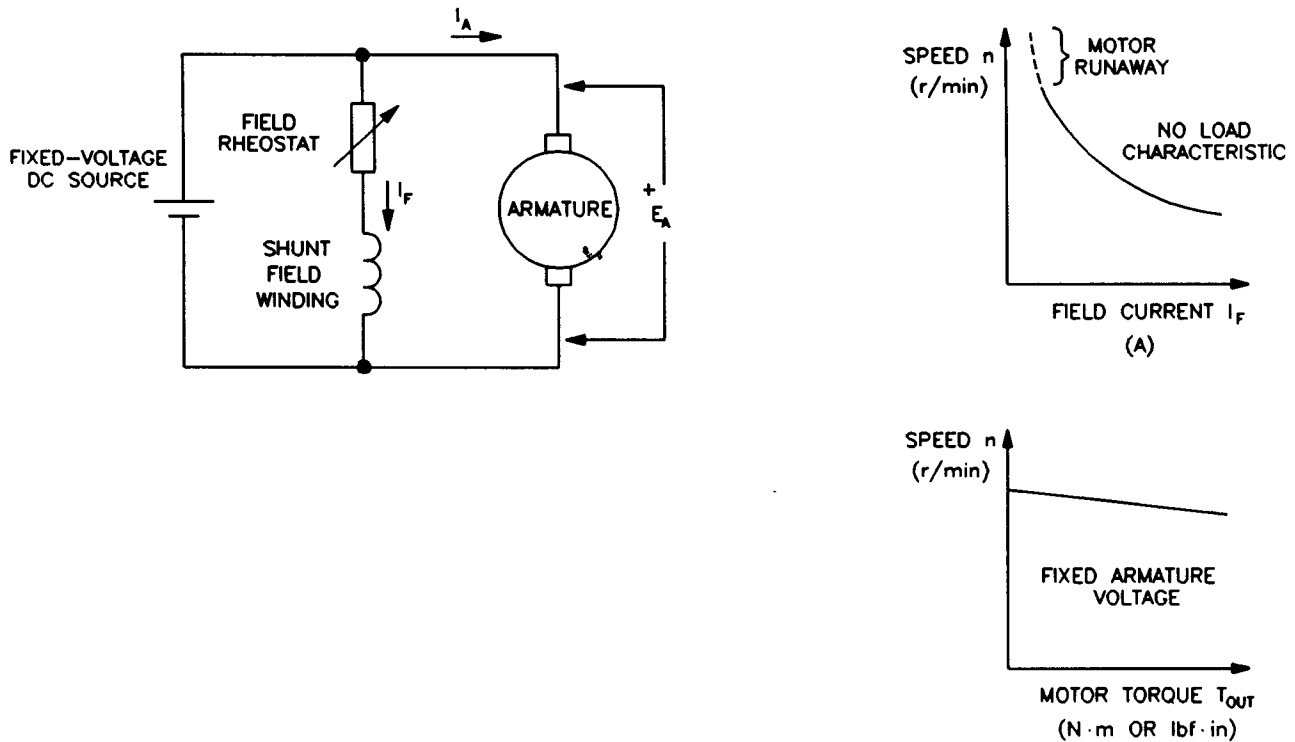 I_A
FIELD
RHEOSTAT
FIXED-VOLTAGE
DC SOURCE
I_F
SHUNT
FIELD
WINDING
ARMATURE
+
E_A
SPEED n
(r/min)
MOTOR
RUNAWAY
NO LOAD
CHARACTERISTIC
FIELD CURRENT I_F
(A)
SPEED n
(r/min)
FIXED ARMATURE
VOLTAGE
MOTOR TORQUE T_OUT
(N·m OR lbf·in)